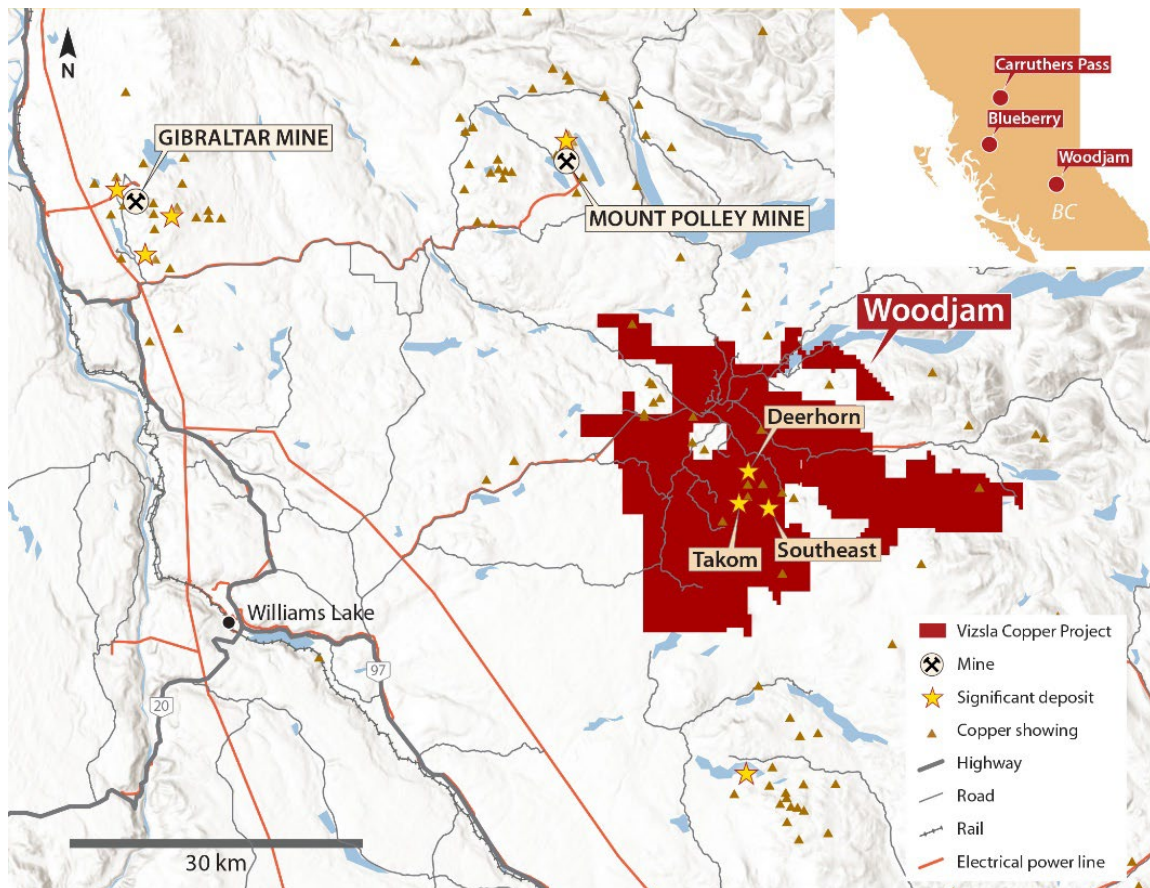 N
GIBRALTAR MINE
MOUNT POLLEY MINE
Carruthers Pass
Blueberry
Woodjam
BC
Woodjam
Deerhorn
Takom
Southeast
Williams Lake
97
20
30 km
Vizsla Copper Project
Mine
Significant deposit
Copper showing
Highway
Road
Rail
Electrical power line